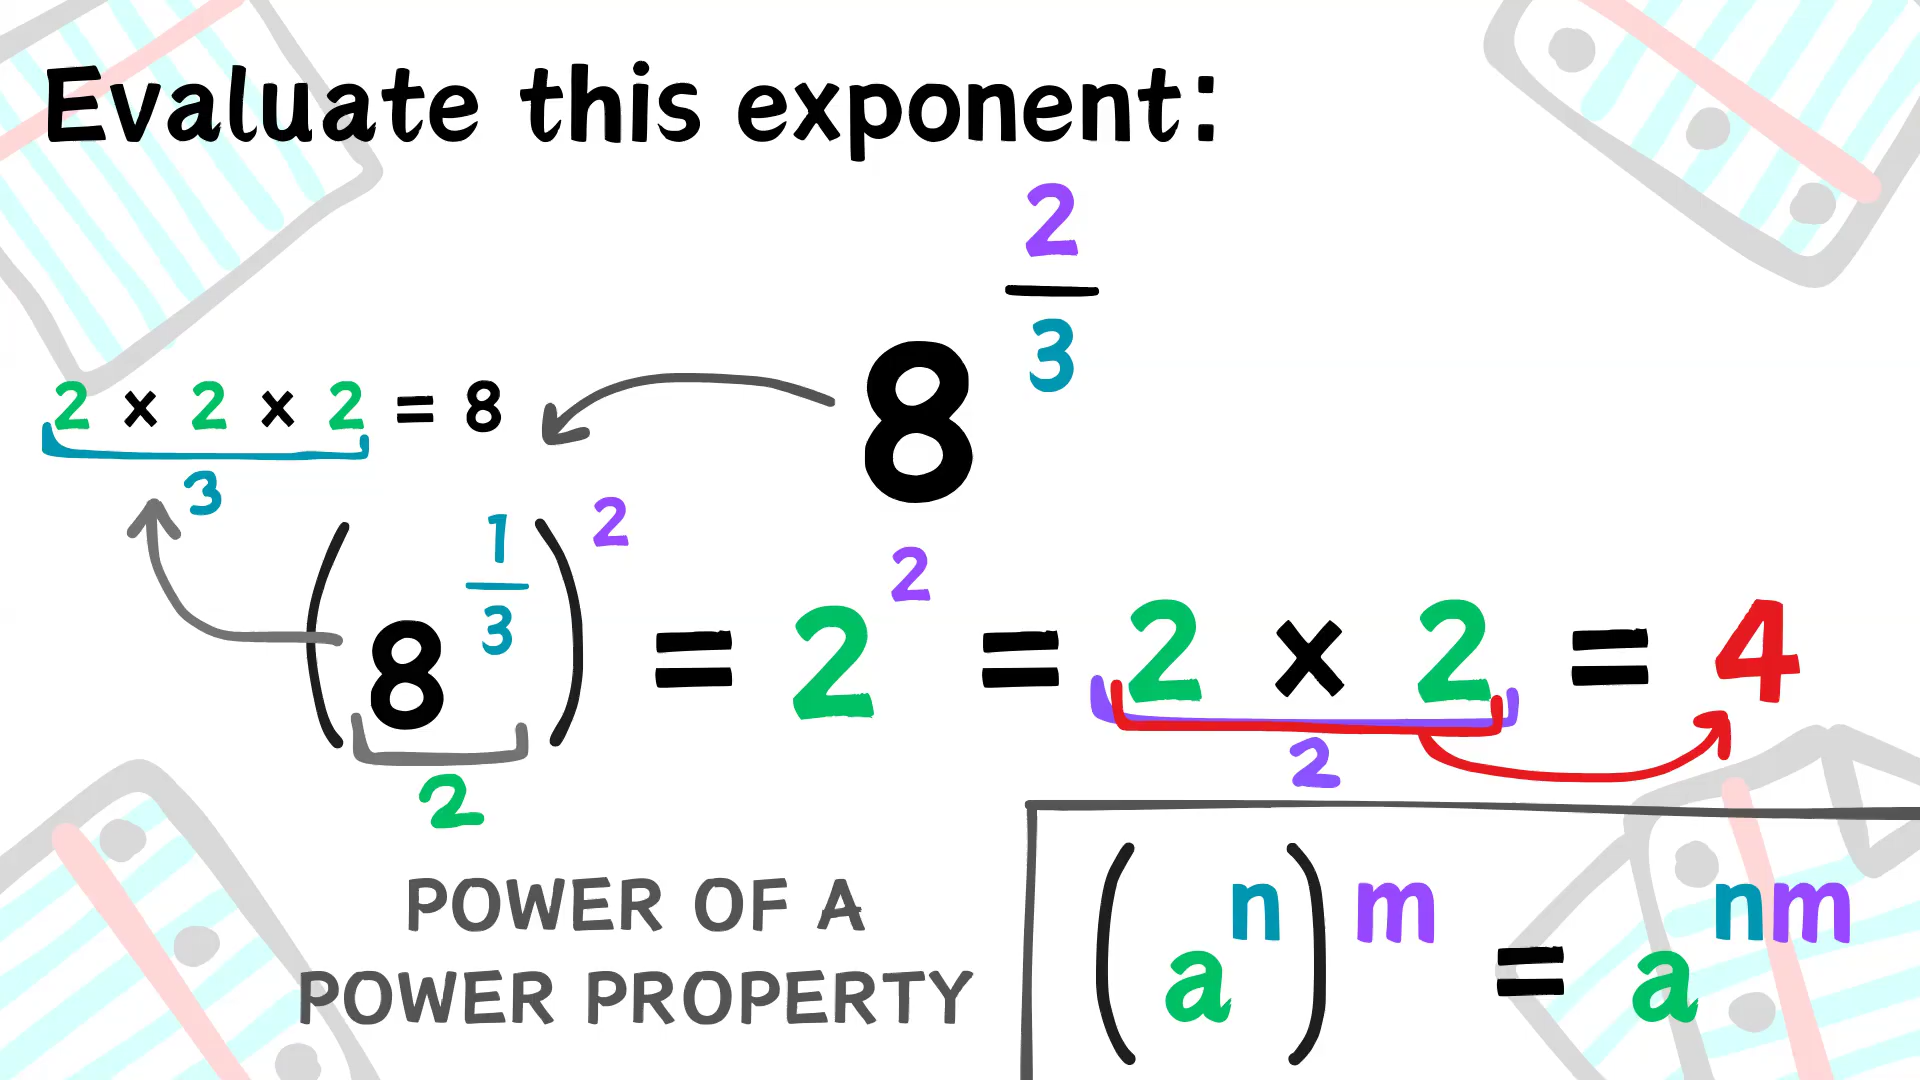 Evaluate this exponent:
8^(2/3)
2 × 2 × 2 = 8
3
(8^(1/3))^2 = 2^2 = 2 × 2 = 4
2
2
POWER OF A
POWER PROPERTY
(a^n)^m = a^(nm)